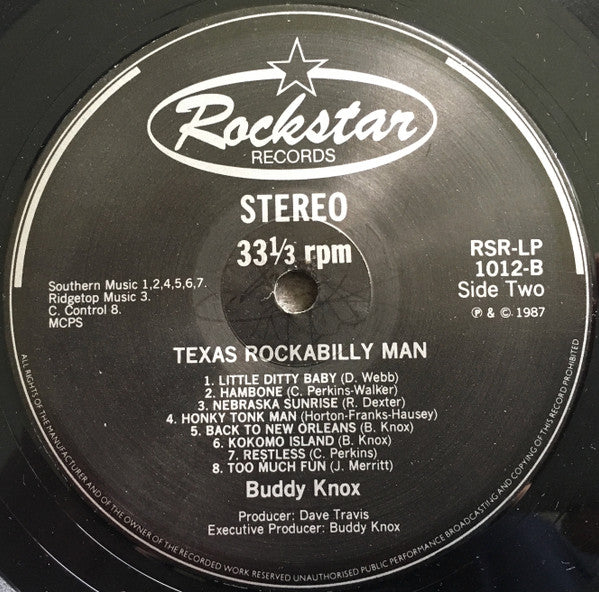 Rockstar
RECORDS
STEREO
33⅓ rpm
RSR-LP
1012-B
Side Two
℗ & © 1987
Southern Music 1,2,4,5,6,7.
Ridgetop Music 3.
C. Control 8.
MCPS
TEXAS ROCKABILLY MAN
1. LITTLE DITTY BABY (D. Webb)
2. HAMBONE (C. Perkins-Walker)
3. NEBRASKA SUNRISE (R. Dexter)
4. HONKY TONK MAN (Horton-Franks-Hausey)
5. BACK TO NEW ORLEANS (B. Knox)
6. KOKOMO ISLAND (B. Knox)
7. RESTLESS (C. Perkins)
8. TOO MUCH FUN (J. Merritt)
Buddy Knox
Producer: Dave Travis
Executive Producer: Buddy Knox
ALL RIGHTS OF THE MANUFACTURER AND OF THE OWNER OF THE RECORDED WORK RESERVED UNAUTHORISED PUBLIC PERFORMANCE BROADCASTING AND COPYING OF THIS RECORD PROHIBITED